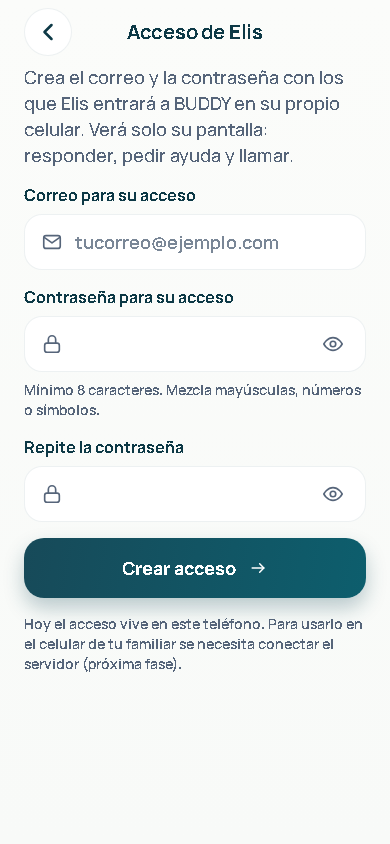 Acceso de Elis
Crea el correo y la contraseña con los
que Elis entrará a BUDDY en su propio
celular. Verá solo su pantalla:
responder, pedir ayuda y llamar.
Correo para su acceso
tucorreo@ejemplo.com
Contraseña para su acceso
Mínimo 8 caracteres. Mezcla mayúsculas, números
o símbolos.
Repite la contraseña
Crear acceso →
Hoy el acceso vive en este teléfono. Para usarlo en
el celular de tu familiar se necesita conectar el
servidor (próxima fase).